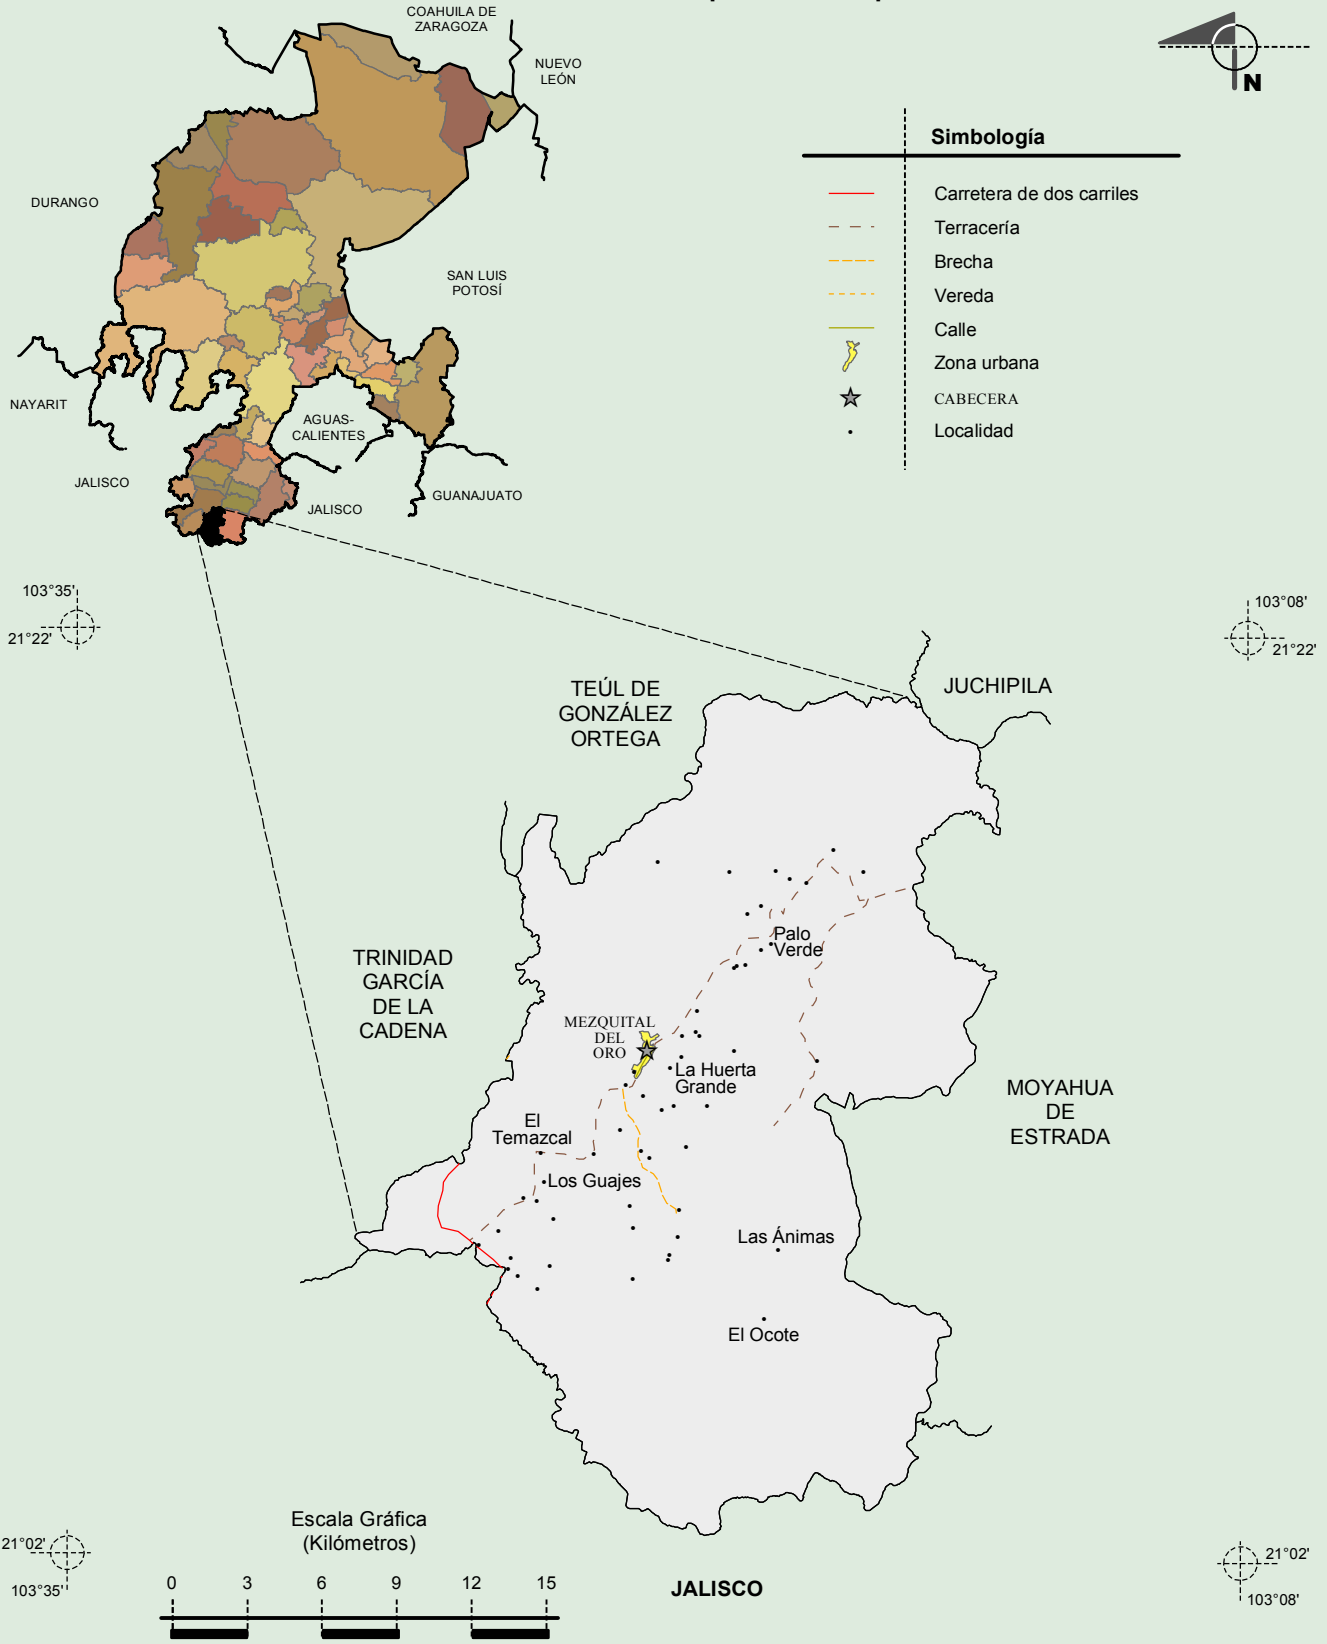 COAHUILA DE
ZARAGOZA
NUEVO
LEÓN
DURANGO
SAN LUIS
POTOSÍ
NAYARIT
AGUAS-
CALIENTES
JALISCO
JALISCO
GUANAJUATO
N
Simbología
Carretera de dos carriles
Terracería
Brecha
Vereda
Calle
Zona urbana
CABECERA
Localidad
103°35'
21°22'
103°08'
21°22'
TEÚL DE
GONZÁLEZ
ORTEGA
JUCHIPILA
TRINIDAD
GARCÍA
DE LA
CADENA
Palo
Verde
MEZQUITAL
DEL
ORO
La Huerta
Grande
MOYAHUA
DE
ESTRADA
El
Temazcal
Los Guajes
Las Ánimas
El Ocote
Escala Gráfica
(Kilómetros)
0 3 6 9 12 15
JALISCO
21°02'
103°35'
21°02'
103°08'